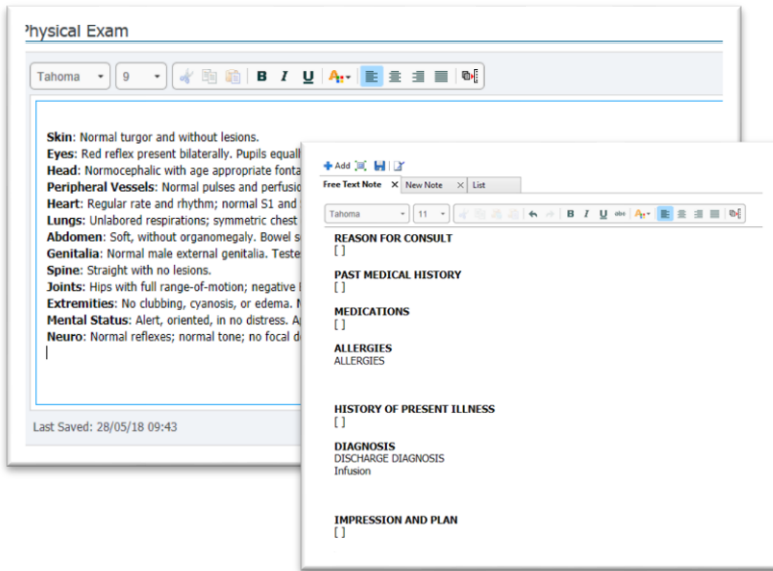 Physical Exam
Tahoma 9 B I U A
Skin: Normal turgor and without lesions.
Eyes: Red reflex present bilaterally. Pupils equall
Head: Normocephalic with age appropriate fonta
Peripheral Vessels: Normal pulses and perfusio
Heart: Regular rate and rhythm; normal S1 and
Lungs: Unlabored respirations; symmetric chest
Abdomen: Soft, without organomegaly. Bowel s
Genitalia: Normal male external genitalia. Teste
Spine: Straight with no lesions.
Joints: Hips with full range-of-motion; negative
Extremities: No clubbing, cyanosis, or edema.
Mental Status: Alert, oriented, in no distress. A
Neuro: Normal reflexes; normal tone; no focal d
Last Saved: 28/05/18 09:43
Add
Free Text Note X New Note X List
Tahoma 11 B I U abc A
REASON FOR CONSULT
[ ]
PAST MEDICAL HISTORY
[ ]
MEDICATIONS
[ ]
ALLERGIES
ALLERGIES
HISTORY OF PRESENT ILLNESS
[ ]
DIAGNOSIS
DISCHARGE DIAGNOSIS
Infusion
IMPRESSION AND PLAN
[ ]